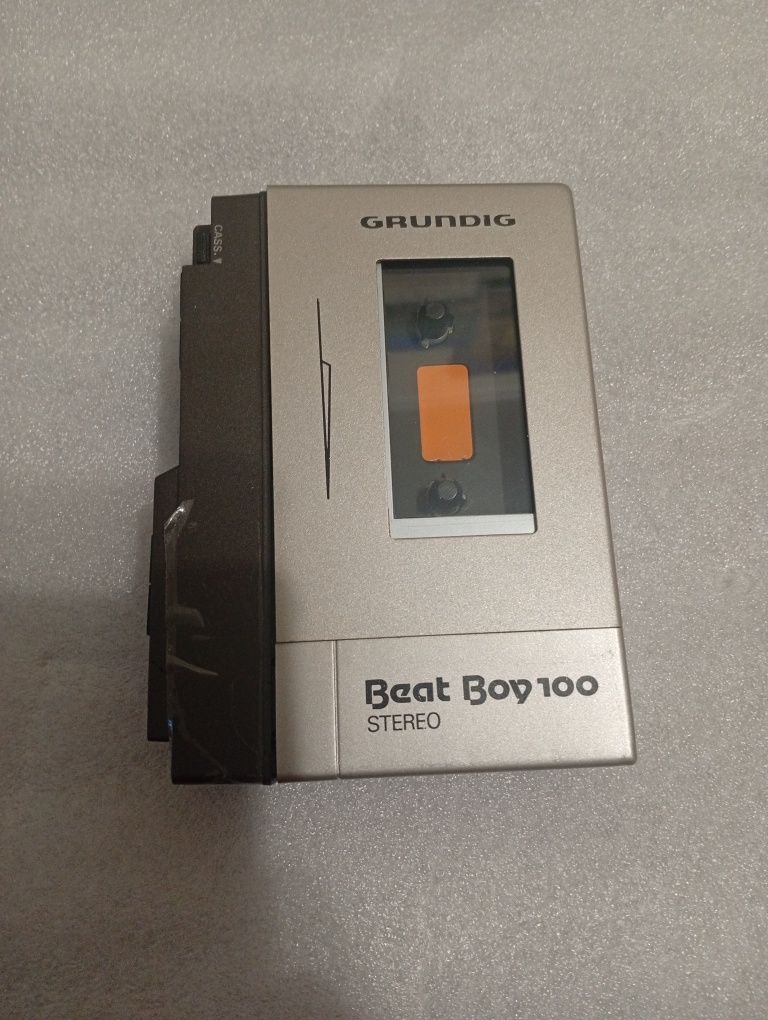 GRUNDIG
CASS. ▼
Beat Boy 100
STEREO